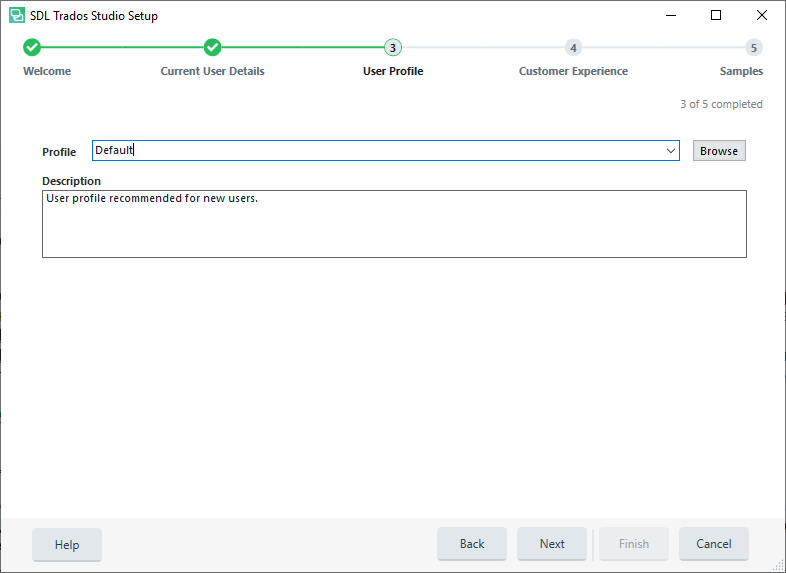 SDL Trados Studio Setup
3 4 5
Welcome Current User Details User Profile Customer Experience Samples
3 of 5 completed
Profile Default Browse
Description
User profile recommended for new users.
Help Back Next Finish Cancel